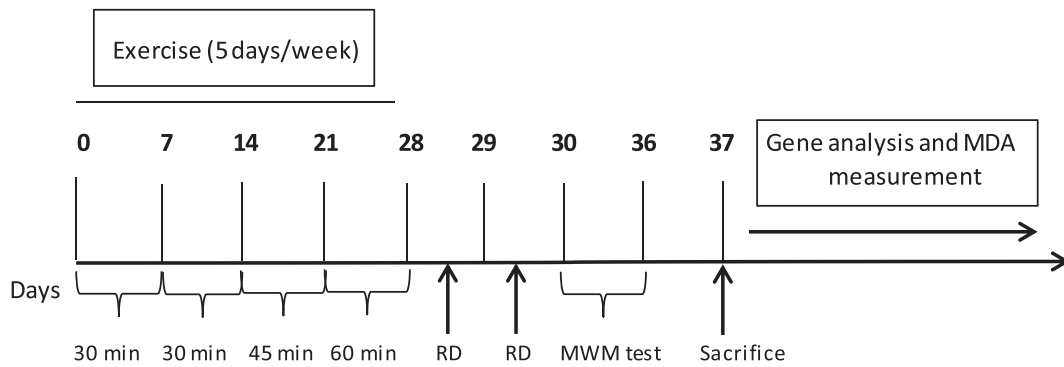 Exercise (5 days/week)
0 7 14 21 28 29 30 36 37
Gene analysis and MDA
measurement
Days
30 min 30 min 45 min 60 min RD RD MWM test Sacrifice